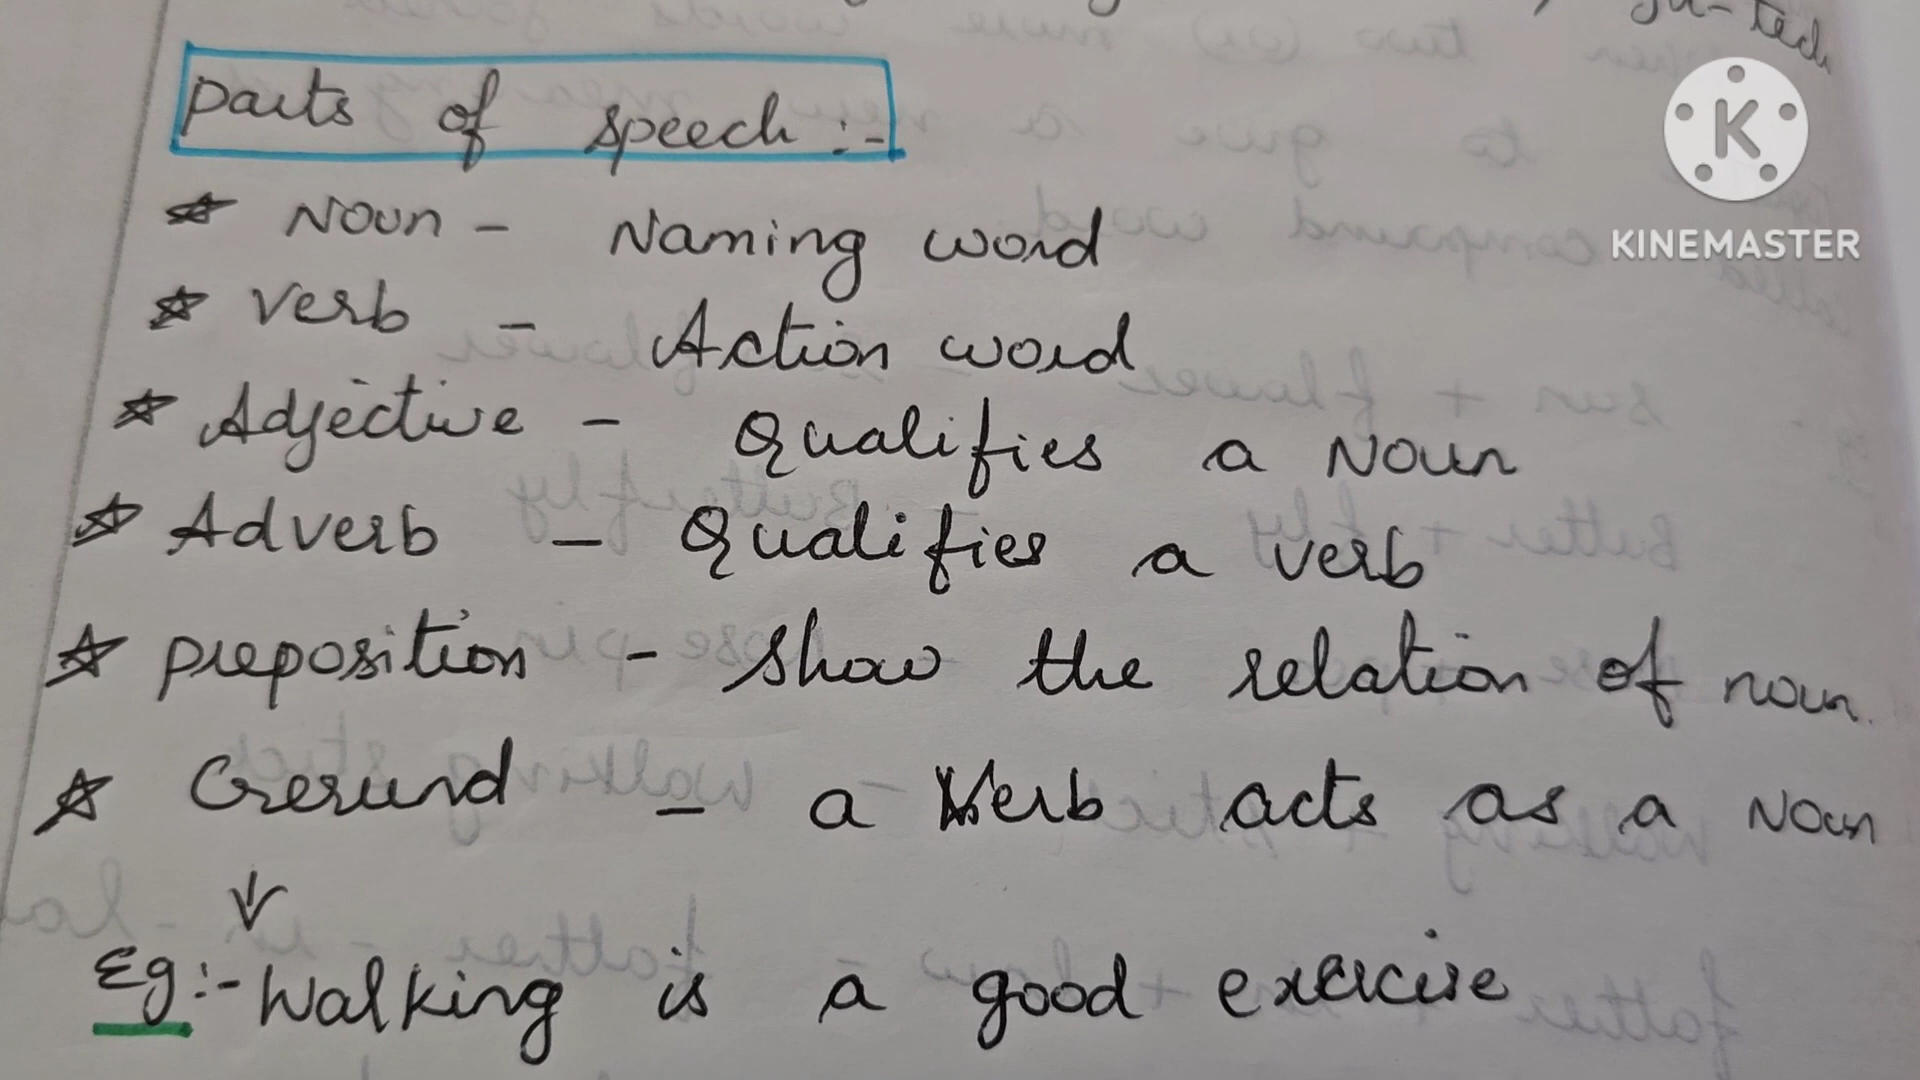 parts of speech :-
☆ Noun - Naming word
☆ Verb - Action word
☆ Adjective - Qualifies a Noun
☆ Adverb - Qualifies a verb
☆ preposition - show the relation of noun.
☆ Gerund - a Verb acts as a Noun
↓
Eg:- Walking is a good exercise
K
KINEMASTER